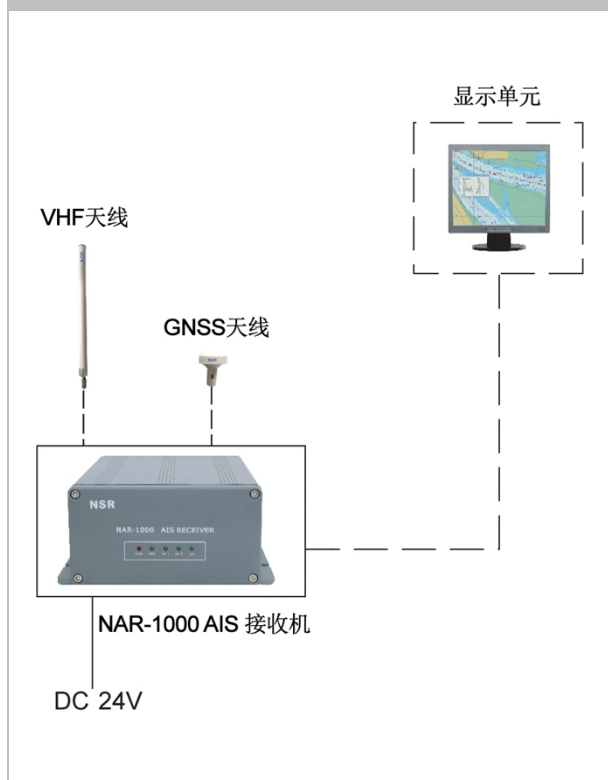 显示单元
VHF天线
GNSS天线
NSR
NAR-1000 AIS RECEIVER
NAR-1000 AIS 接收机
DC 24V